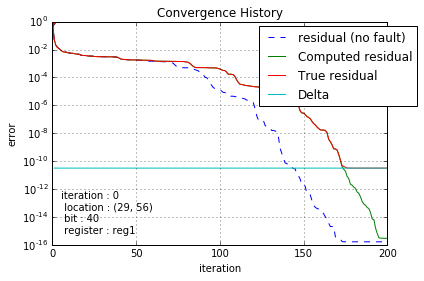 Convergence History
residual (no fault)
Computed residual
True residual
Delta
10^0
10^-2
10^-4
10^-6
10^-8
10^-10
10^-12
10^-14
10^-16
error
iteration : 0
location : (29, 56)
bit : 40
register : reg1
0 50 100 150 200
iteration